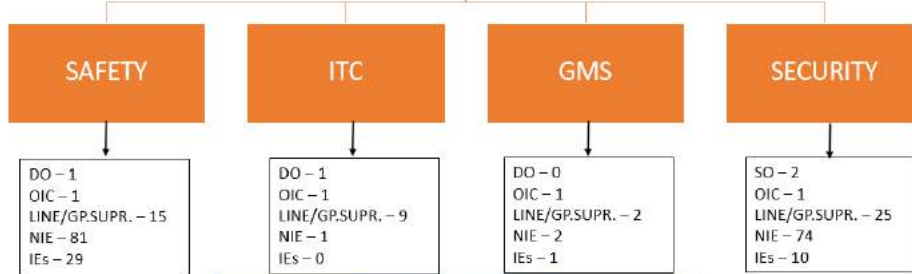 SAFETY
ITC
GMS
SECURITY
DO – 1
OIC – 1
LINE/GP.SUPR. – 15
NIE – 81
IEs – 29
DO – 1
OIC – 1
LINE/GP.SUPR. – 9
NIE – 1
IEs – 0
DO – 0
OIC – 1
LINE/GP.SUPR. – 2
NIE – 2
IEs – 1
SO – 2
OIC – 1
LINE/GP.SUPR. – 25
NIE – 74
IEs – 10